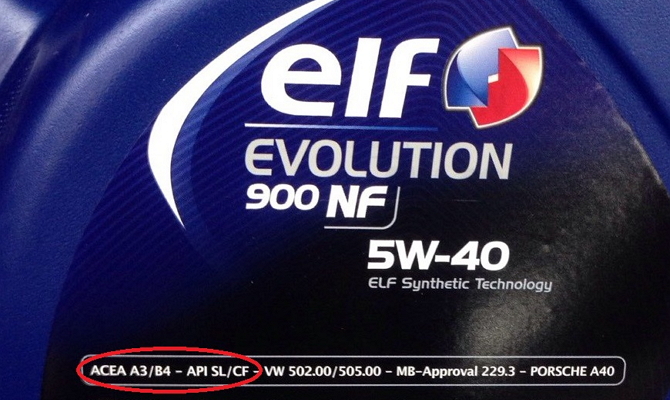 elf
EVOLUTION
900 NF
5W-40
ELF Synthetic Technology
ACEA A3/B4 - API SL/CF - VW 502.00/505.00 - MB-Approval 229.3 - PORSCHE A40